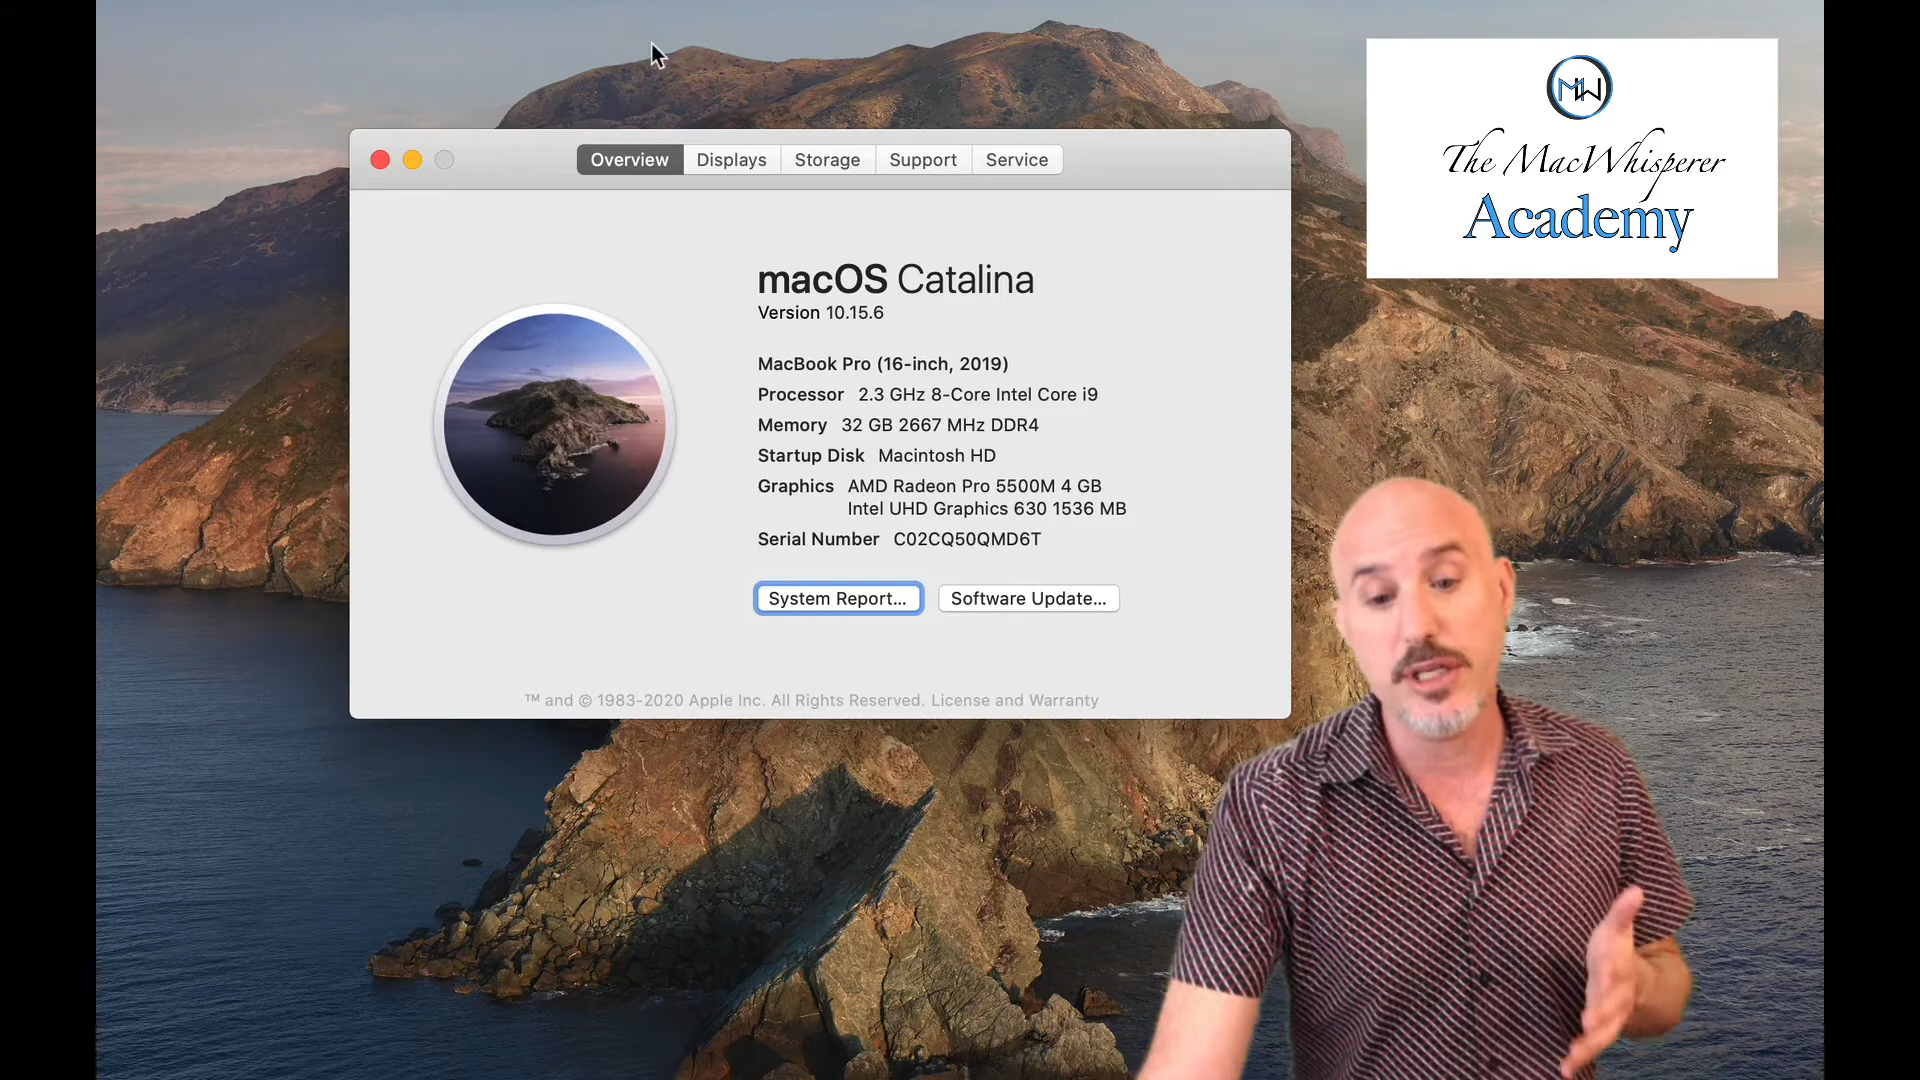 Overview
Displays
Storage
Support
Service
MW
The MacWhisperer
Academy
macOS Catalina
Version 10.15.6
MacBook Pro (16-inch, 2019)
Processor 2.3 GHz 8-Core Intel Core i9
Memory 32 GB 2667 MHz DDR4
Startup Disk Macintosh HD
Graphics AMD Radeon Pro 5500M 4 GB
Intel UHD Graphics 630 1536 MB
Serial Number C02CQ50QMD6T
System Report...
Software Update...
™ and © 1983-2020 Apple Inc. All Rights Reserved. License and Warranty